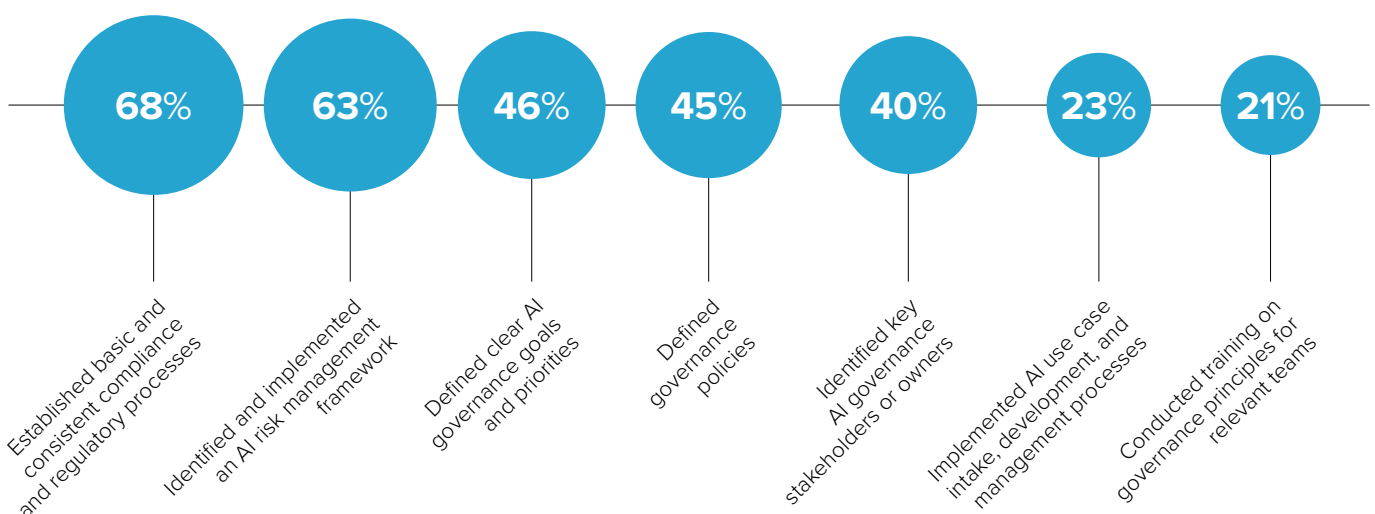 68%
63%
46%
45%
40%
23%
21%
Established basic and
consistent compliance
and regulatory processes
Identified and implemented
an AI risk management
framework
Defined clear AI
governance goals
and priorities
Defined
governance
policies
Identified key
AI governance
stakeholders or owners
Implemented AI use case
intake, development, and
management processes
Conducted training on
governance principles for
relevant teams